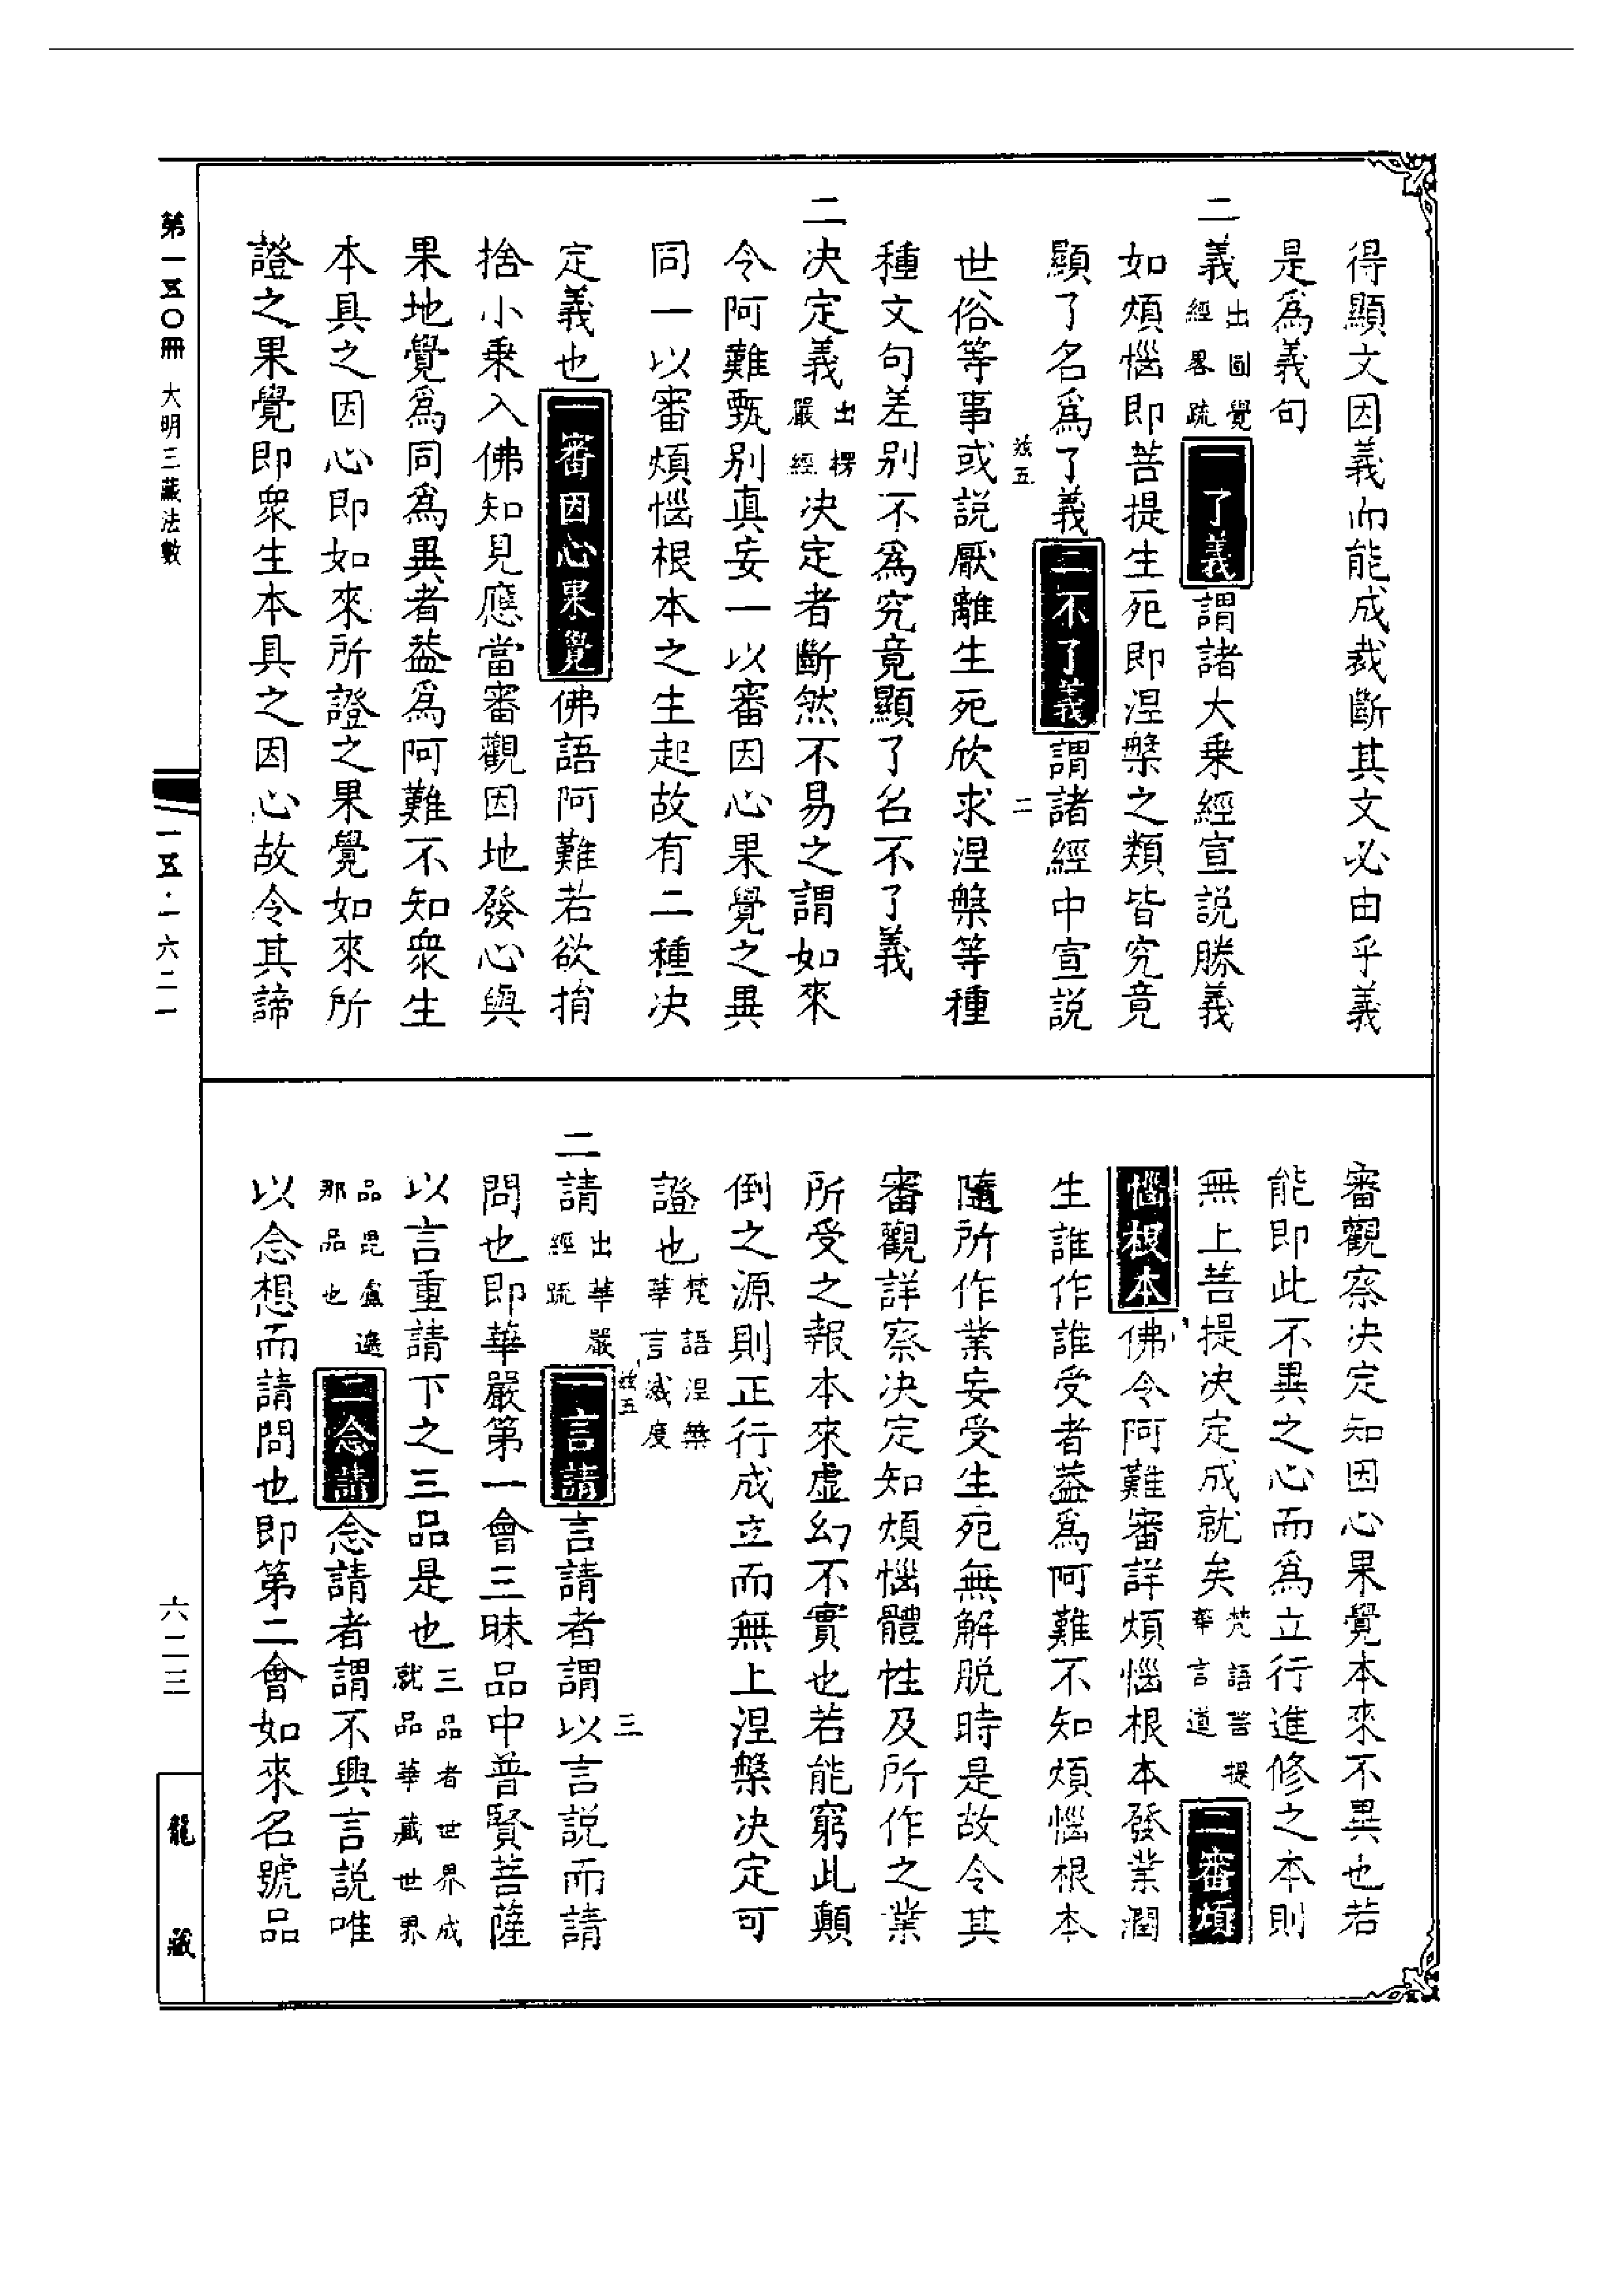 得顯文因義而能成裁斷其文必由乎義
是爲義句
二義出圓覺經畧疏一了義謂諸大乗經宣説勝義
如煩惱即菩提生死即涅槃之類皆究竟
顯了名爲了義二不了義謂諸經中宣説
㢤五 二
世俗等事或説厭離生死欣求涅槃等種
種文句差别不爲究竟顯了名不了義
二决定義出楞嚴經决定者斷然不易之謂如來
令阿難甄别真妄一以審因心果覺之異
同一以審煩惱根本之生起故有二種决
定義也一審因心果覺佛語阿難若欲捐
捨小乗入佛知見應當審觀因地發心與
果地覺爲同爲異者葢爲阿難不知衆生
本具之因心即如來所證之果覺如來所
證之果覺即衆生本具之因心故令其諦
審觀察决定知因心果覺本來不異也若
能即此不異之心而爲立行進修之本則
無上菩提决定成就矣梵語菩提華言道二審煩
惱根本佛令阿難審詳煩惱根本發業潤
生誰作誰受者葢爲阿難不知煩惱根本
隨所作業妄受生死無解脱時是故令其
審觀詳察决定知煩惱體性及所作之業
所受之報本來虚幻不實也若能窮此顛
倒之源則正行成立而無上涅槃决定可
證也梵語涅槃華言滅度
㢤五 三
二請出華嚴經疏一言請言請者謂以言説而請
問也即華嚴第一會三昧品中普賢菩薩
以言重請下之三品是也三品者世界成就品華藏世界
品毘盧遮那品也二念請念請者謂不興言説唯
以念想而請問也即第二會如來名號品
第一五〇冊 大明三藏法數
一五·一六二一
六二三
龍藏